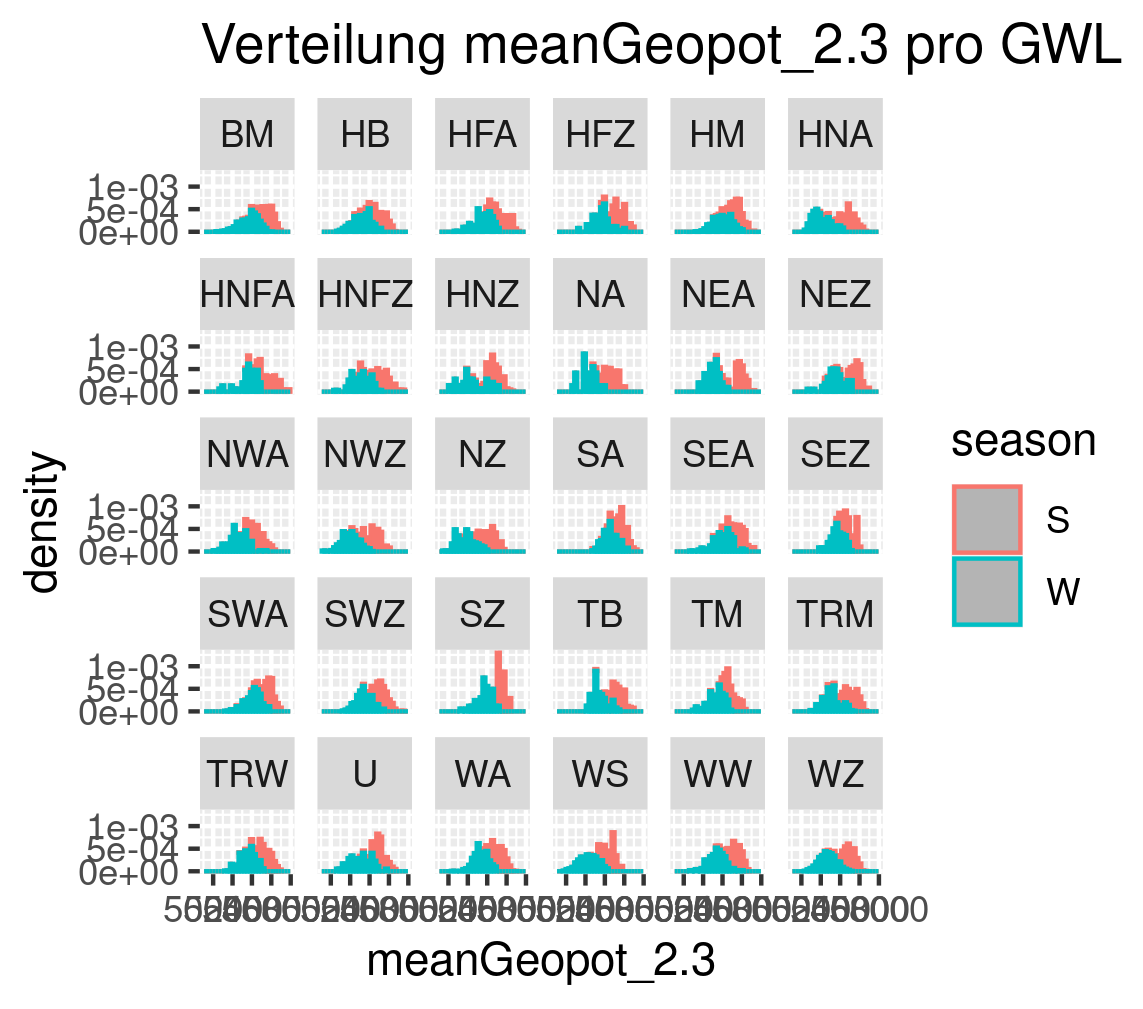 Verteilung meanGeopot_2.3 pro GWL
BM HB HFA HFZ HM HNA
1e-03
5e-04
0e+00
HNFA HNFZ HNZ NA NEA NEZ
1e-03
5e-04
0e+00
NWA NWZ NZ SA SEA SEZ
1e-03
5e-04
0e+00
density
season
S
W
SWA SWZ SZ TB TM TRM
1e-03
5e-04
0e+00
TRW U WA WS WW WZ
1e-03
5e-04
0e+00
meanGeopot_2.3